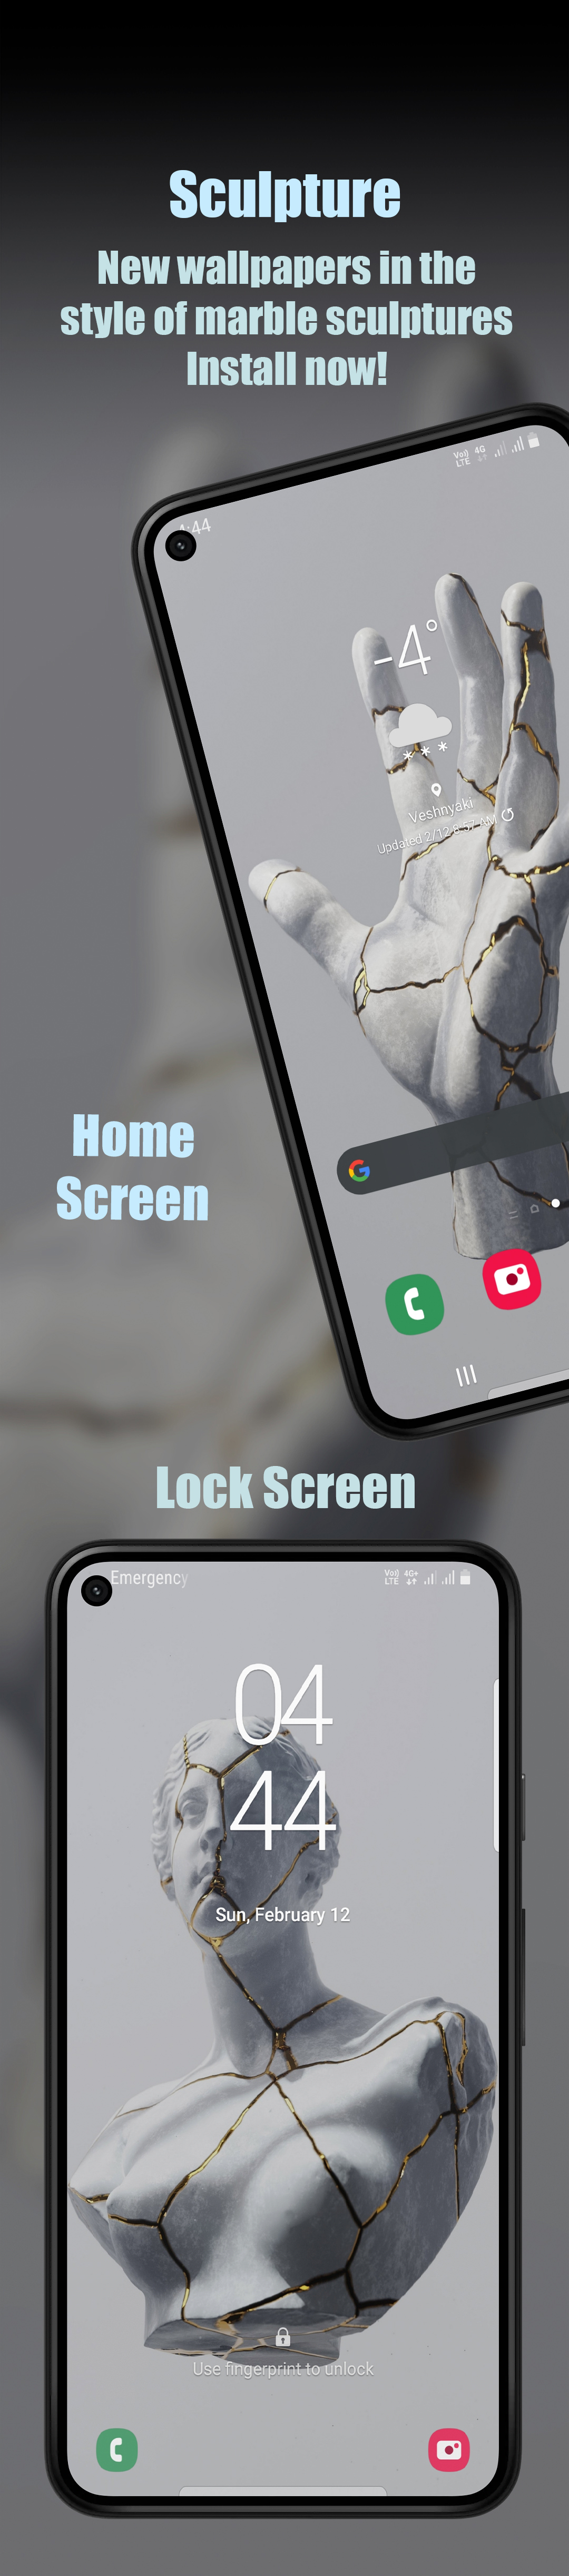 Sculpture
New wallpapers in the
style of marble sculptures
Install now!
Vo)) LTE 4G
:44
-4°
Veshnyaki
Updated 2/12 8:57 AM
Home
Screen
Lock Screen
Emergency
Vo)) LTE 4G+
04
44
Sun, February 12
Use fingerprint to unlock